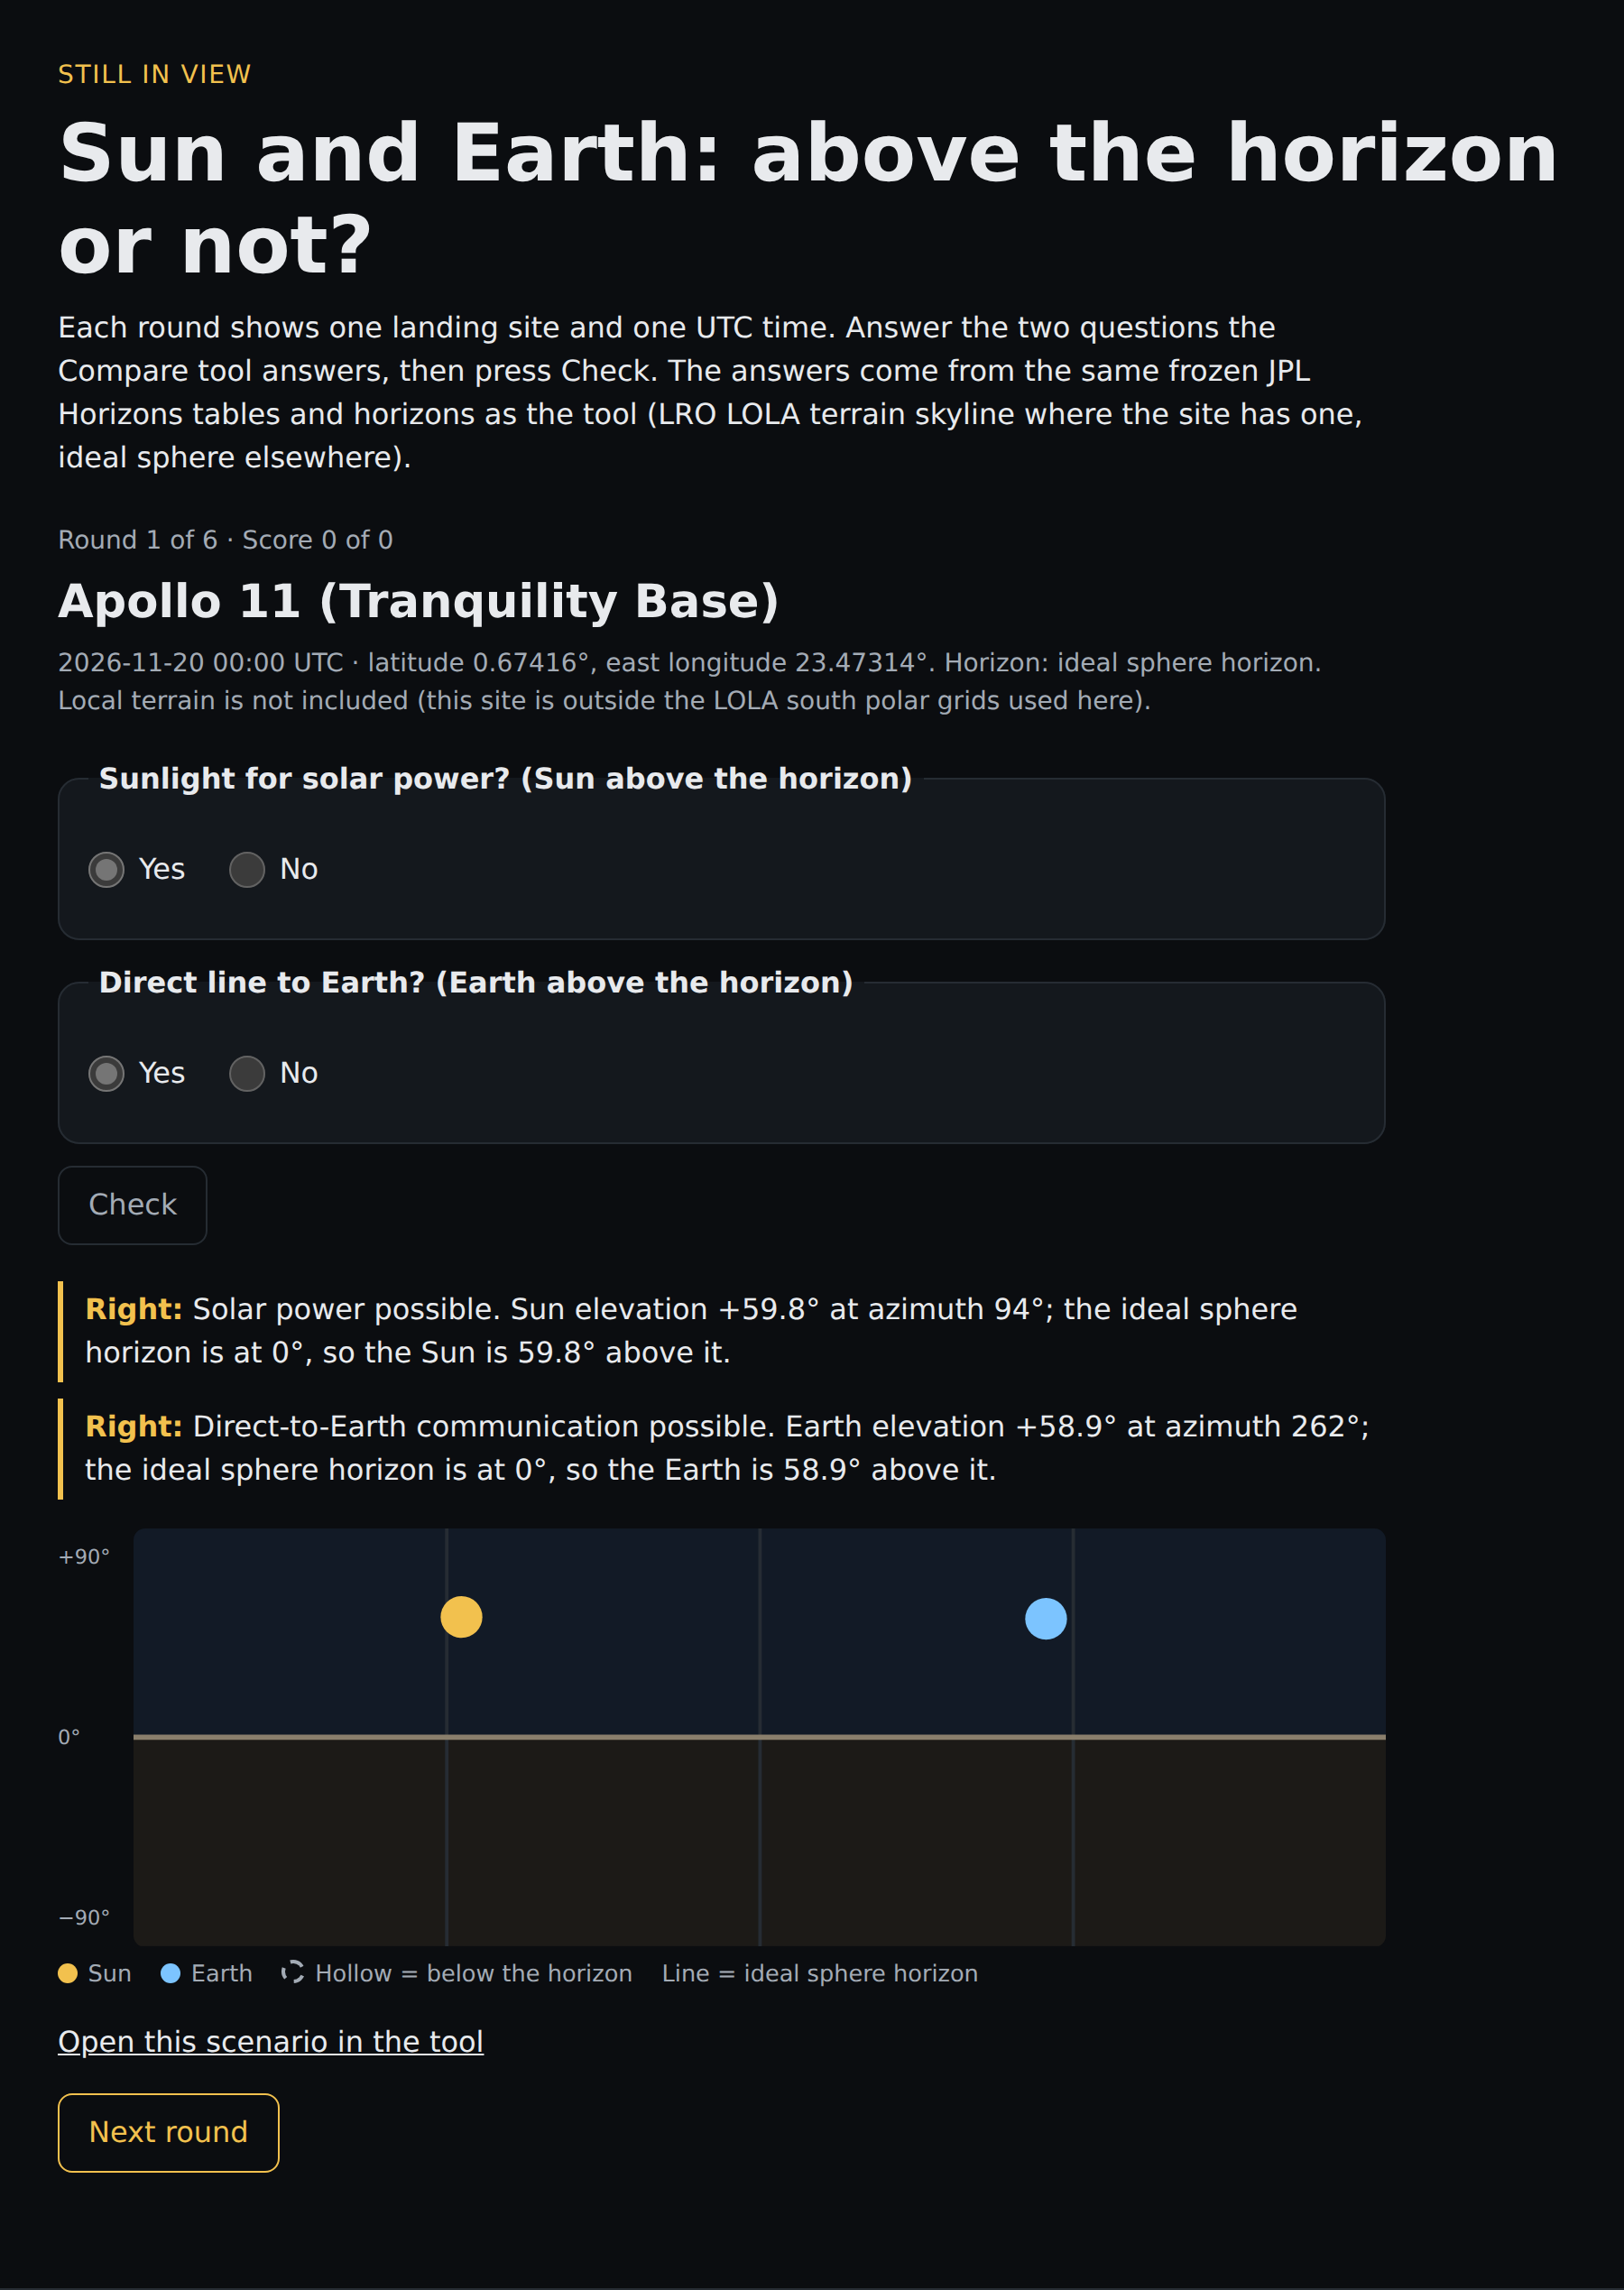 STILL IN VIEW
Sun and Earth: above the horizon
or not?
Each round shows one landing site and one UTC time. Answer the two questions the
Compare tool answers, then press Check. The answers come from the same frozen JPL
Horizons tables and horizons as the tool (LRO LOLA terrain skyline where the site has one,
ideal sphere elsewhere).
Round 1 of 6 · Score 0 of 0
Apollo 11 (Tranquility Base)
2026-11-20 00:00 UTC · latitude 0.67416°, east longitude 23.47314°. Horizon: ideal sphere horizon.
Local terrain is not included (this site is outside the LOLA south polar grids used here).
Sunlight for solar power? (Sun above the horizon)
Yes No
Direct line to Earth? (Earth above the horizon)
Yes No
Check
Right: Solar power possible. Sun elevation +59.8° at azimuth 94°; the ideal sphere
horizon is at 0°, so the Sun is 59.8° above it.
Right: Direct-to-Earth communication possible. Earth elevation +58.9° at azimuth 262°;
the ideal sphere horizon is at 0°, so the Earth is 58.9° above it.
+90°
0°
−90°
Sun Earth Hollow = below the horizon Line = ideal sphere horizon
Open this scenario in the tool
Next round